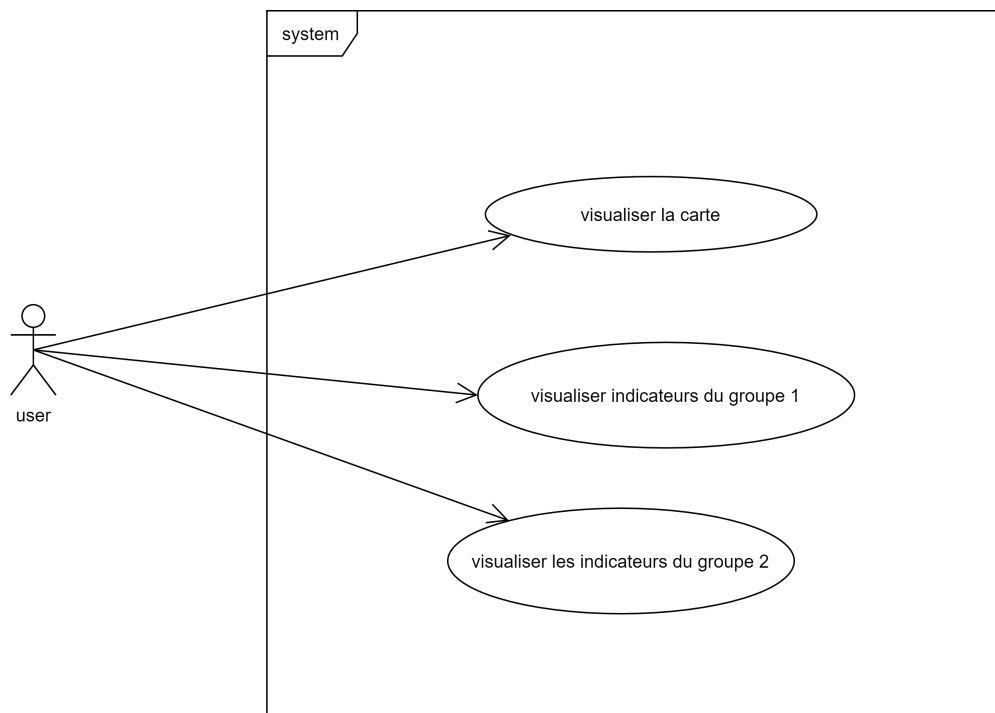 system
visualiser la carte
visualiser indicateurs du groupe 1
user
visualiser les indicateurs du groupe 2